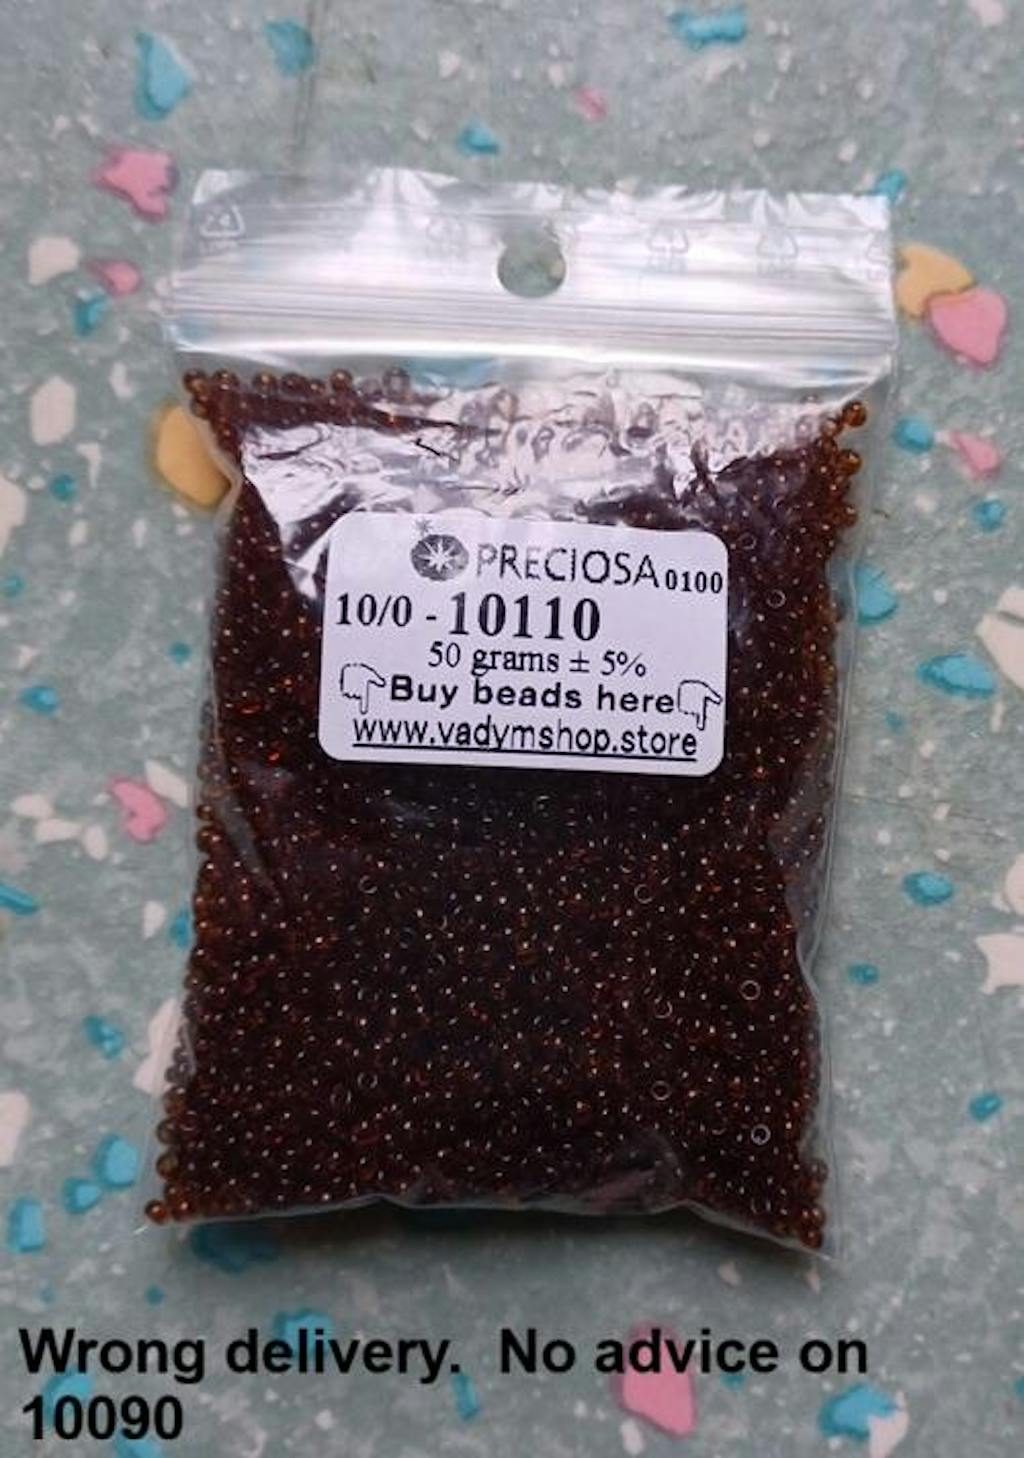 PRECIOSA 0100
10/0 - 10110
50 grams ± 5%
Buy beads here
www.vadymshop.store
Wrong delivery. No advice on
10090